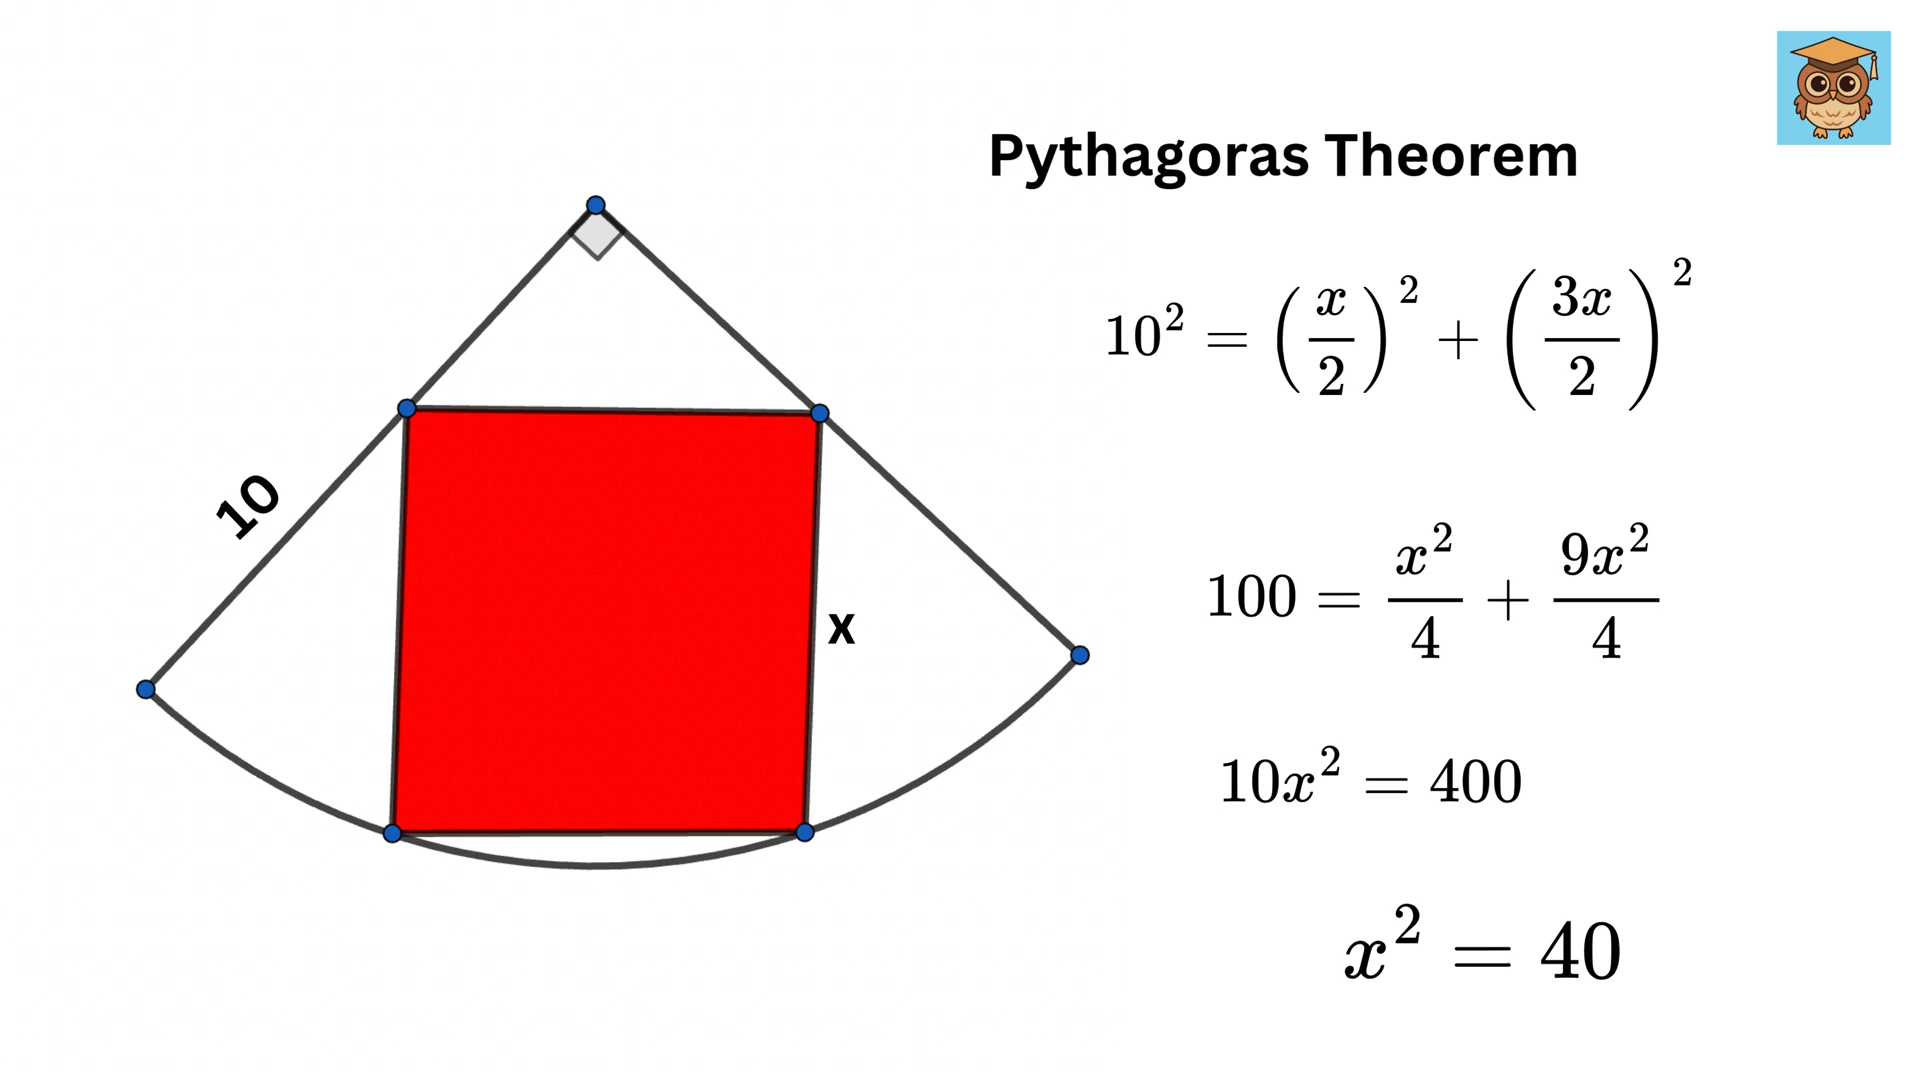 Pythagoras Theorem
10² = (x/2)² + (3x/2)²
10
100 = x²/4 + 9x²/4
x
10x² = 400
x² = 40